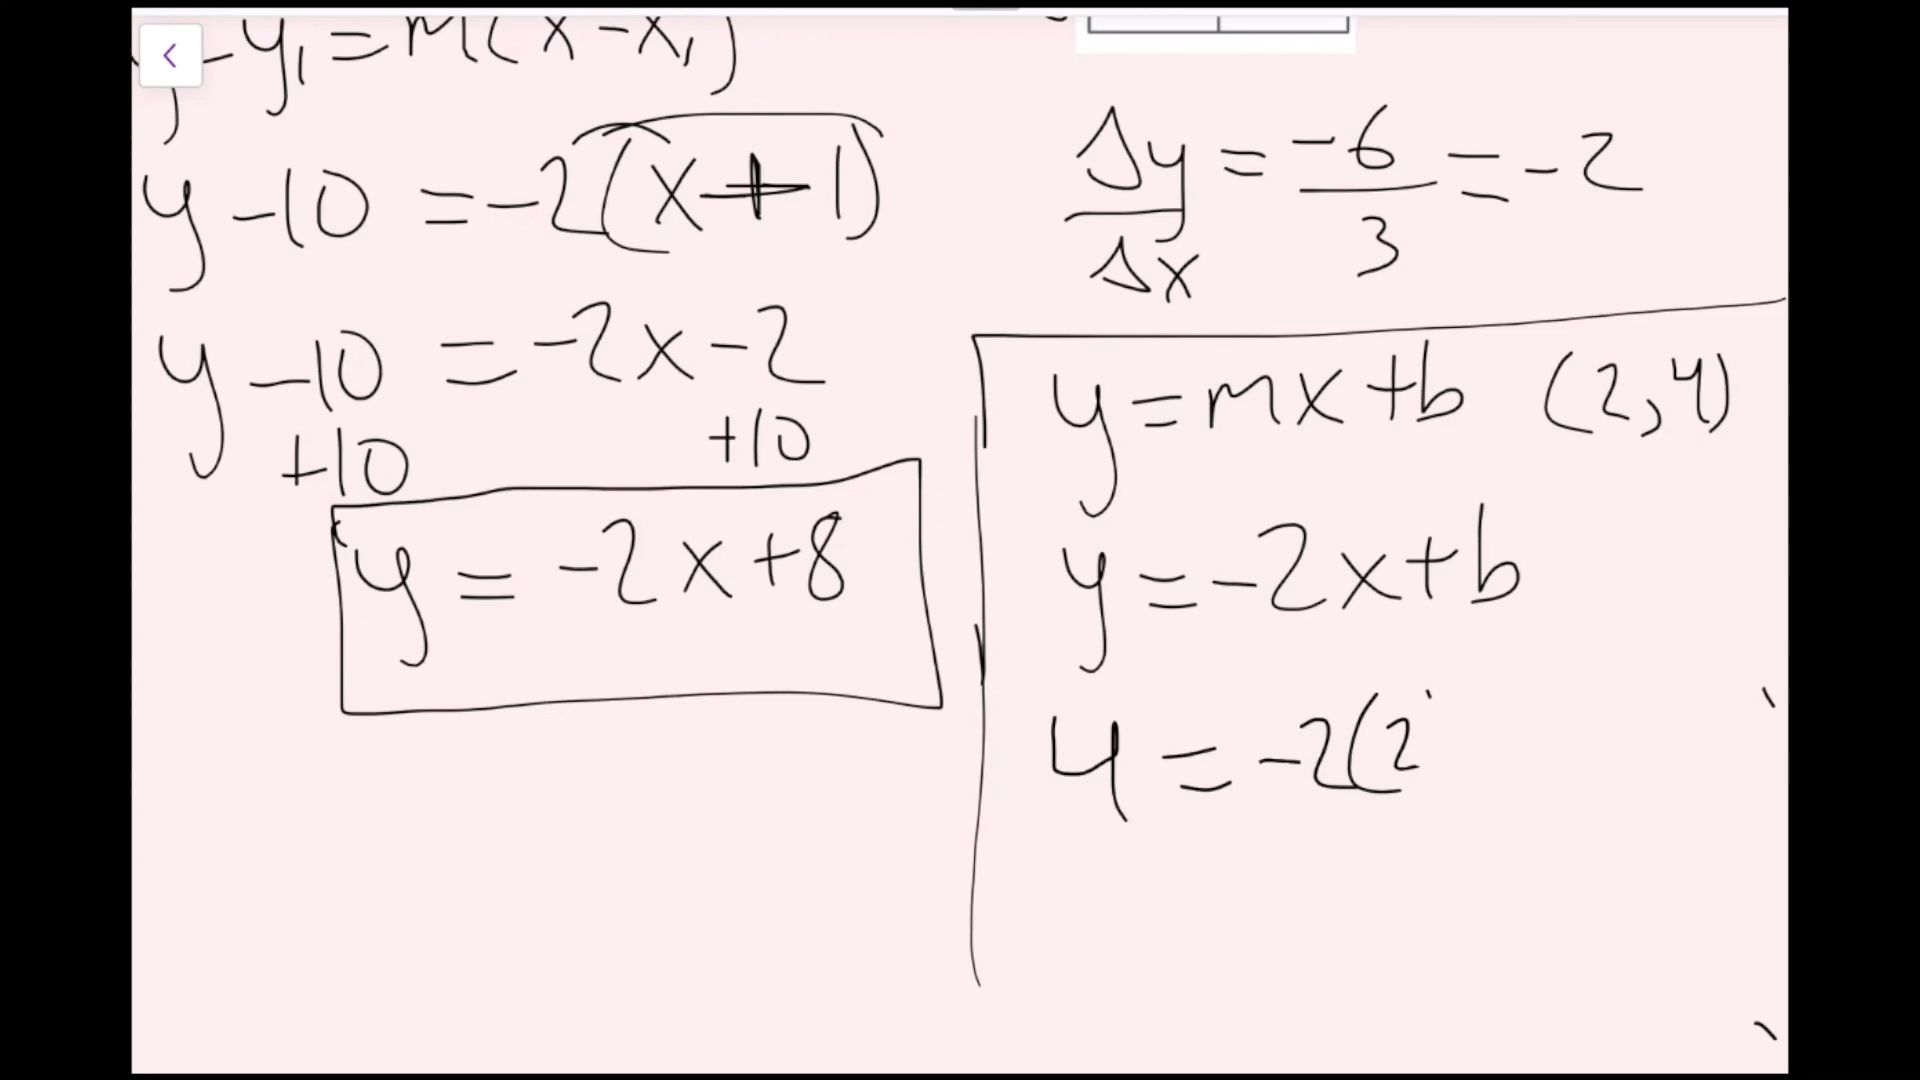 y-y₁=m(x-x₁)
y-10=-2(x+1)
y-10=-2x-2
+10 +10
y=-2x+8
Δy/Δx=-6/3=-2
y=mx+b (2,4)
y=-2x+b
4=-2(2